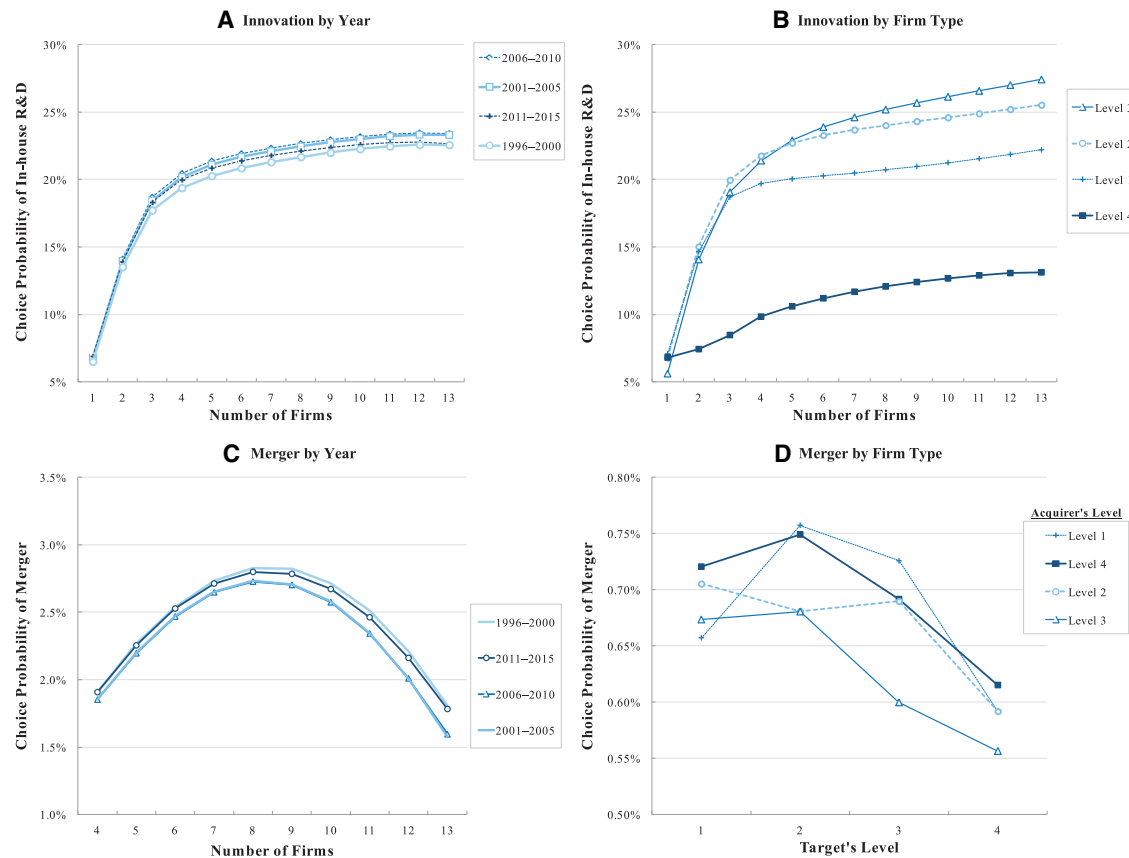 A Innovation by Year
Choice Probability of In-house R&D
30%
25%
20%
15%
10%
5%
1 2 3 4 5 6 7 8 9 10 11 12 13
Number of Firms
2006–2010
2001–2005
2011–2015
1996–2000
B Innovation by Firm Type
Choice Probability of In-house R&D
30%
25%
20%
15%
10%
5%
1 2 3 4 5 6 7 8 9 10 11 12 13
Number of Firms
Level 3
Level 2
Level 1
Level 4
C Merger by Year
Choice Probability of Merger
3.5%
3.0%
2.5%
2.0%
1.5%
1.0%
4 5 6 7 8 9 10 11 12 13
Number of Firms
1996–2000
2011–2015
2006–2010
2001–2005
D Merger by Firm Type
Choice Probability of Merger
0.80%
0.75%
0.70%
0.65%
0.60%
0.55%
0.50%
1 2 3 4
Target's Level
Acquirer's Level
Level 1
Level 4
Level 2
Level 3